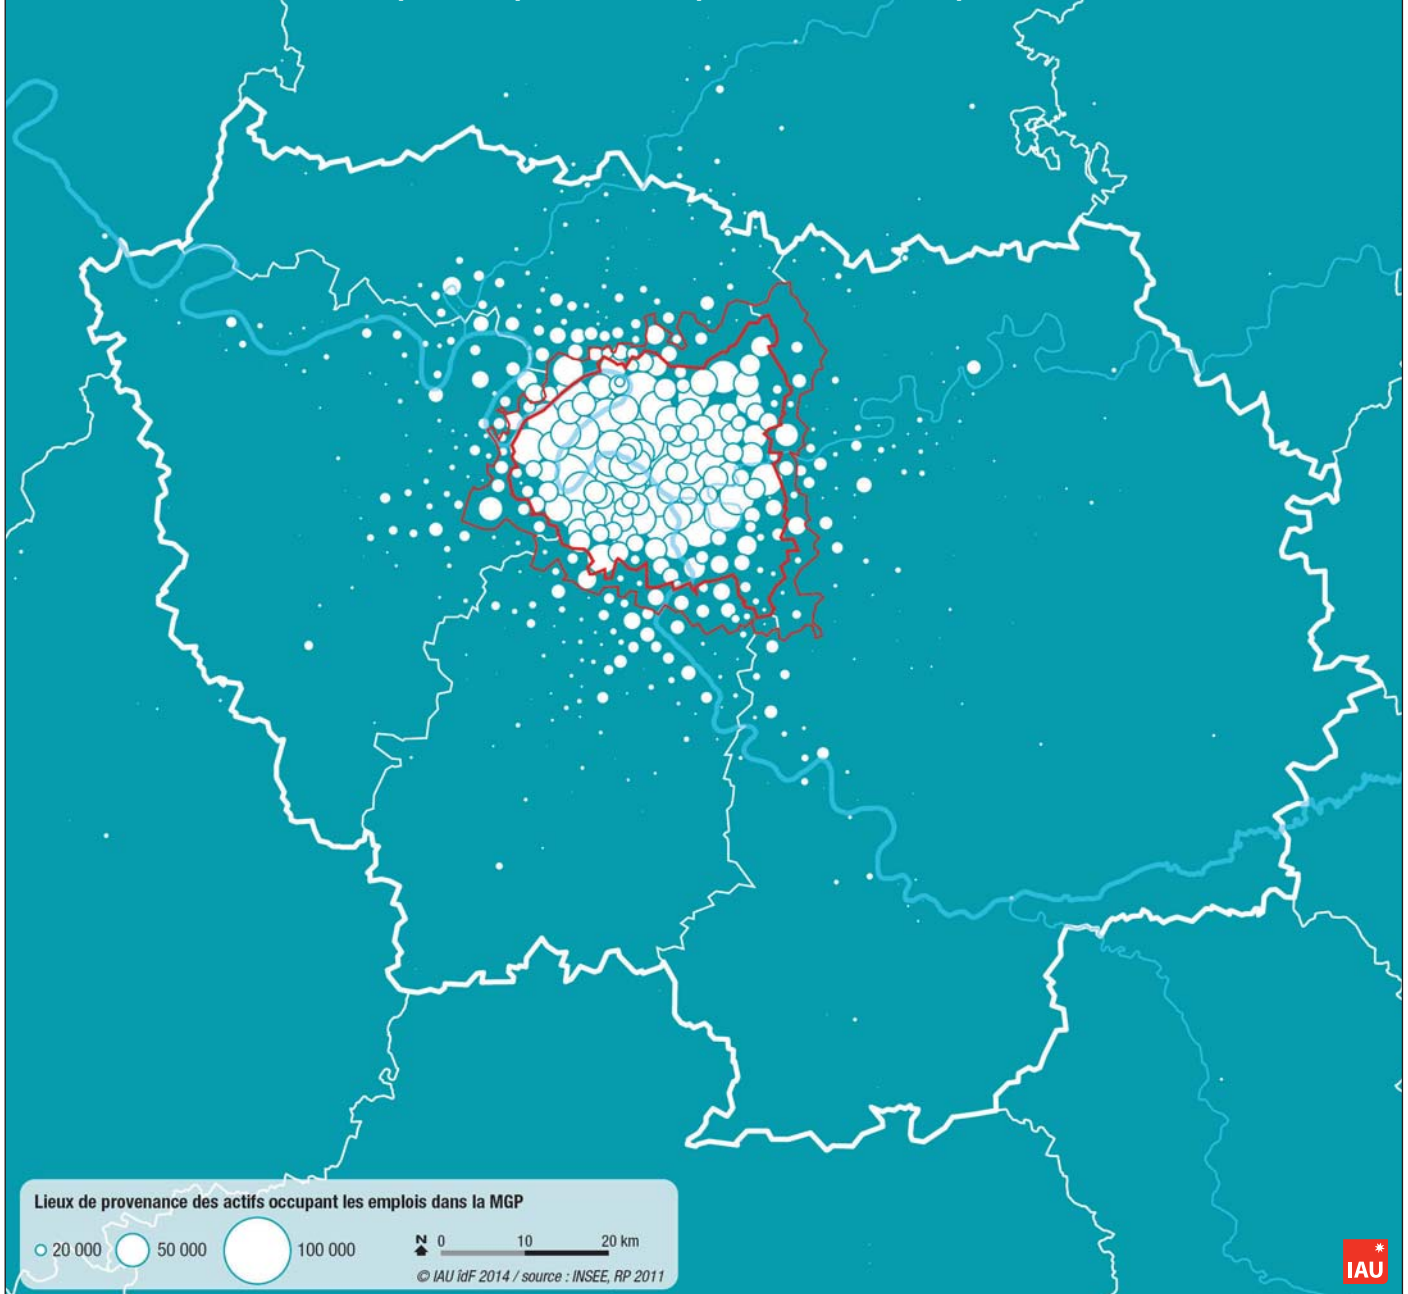 Lieux de provenance des actifs occupant les emplois dans la MGP
20 000 50 000 100 000
N 0 10 20 km
© IAU îdF 2014 / source : INSEE, RP 2011
IAU